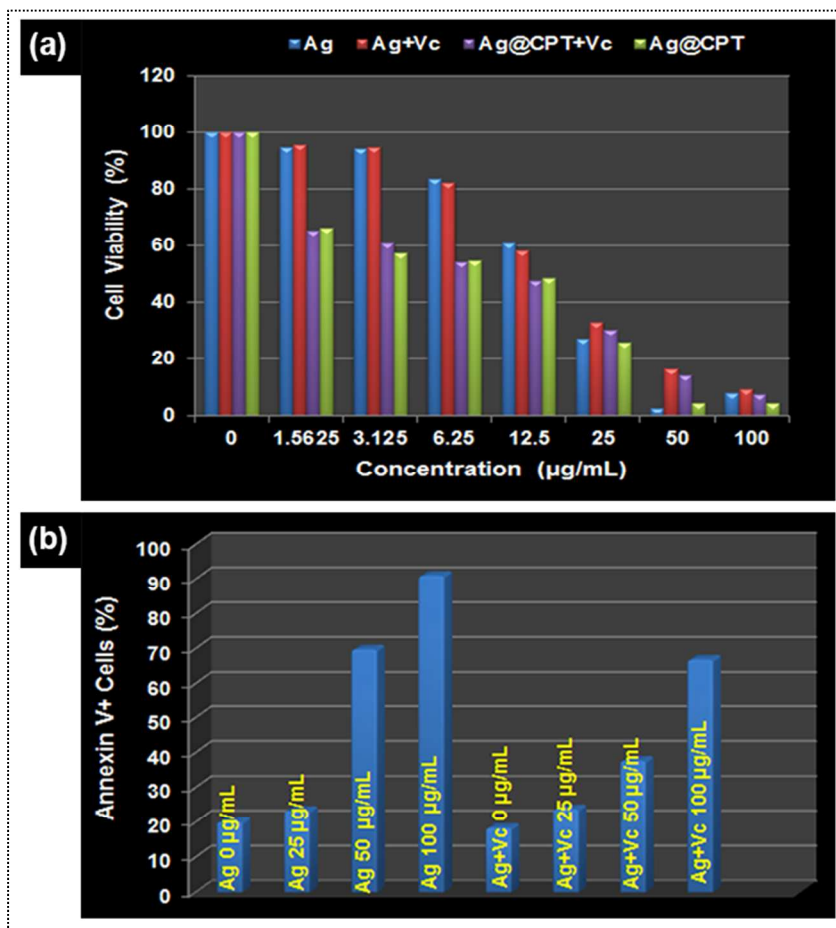 (a)
Ag Ag+Vc Ag@CPT+Vc Ag@CPT
120
100
80
60
40
20
0
Cell Viability (%)
0 1.5625 3.125 6.25 12.5 25 50 100
Concentration (µg/mL)
(b)
100
90
80
70
60
50
40
30
20
10
0
Annexin V+ Cells (%)
Ag 0 µg/mL
Ag 25 µg/mL
Ag 50 µg/mL
Ag 100 µg/mL
Ag+Vc 0 µg/mL
Ag+Vc 25 µg/mL
Ag+Vc 50 µg/mL
Ag+Vc 100 µg/mL